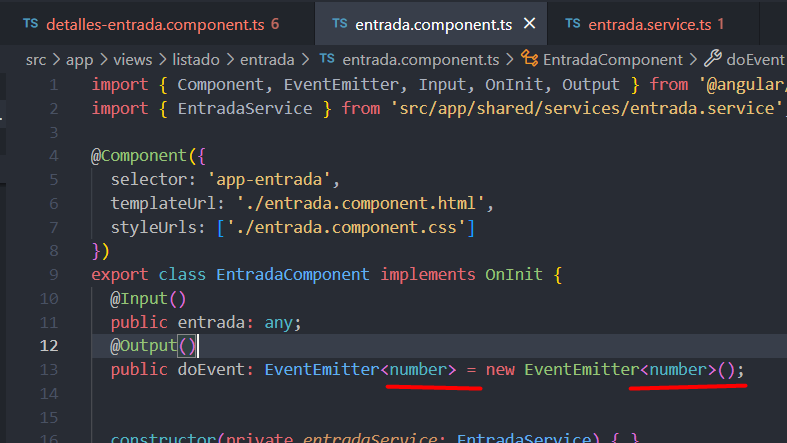 TS detalles-entrada.component.ts 6
TS entrada.component.ts ×
TS entrada.service.ts 1
src > app > views > listado > entrada > TS entrada.component.ts > EntradaComponent > doEvent
1 import { Component, EventEmitter, Input, OnInit, Output } from '@angular/
2 import { EntradaService } from 'src/app/shared/services/entrada.service'
3
4 @Component({
5 selector: 'app-entrada',
6 templateUrl: './entrada.component.html',
7 styleUrls: ['./entrada.component.css']
8 })
9 export class EntradaComponent implements OnInit {
10 @Input()
11 public entrada: any;
12 @Output()
13 public doEvent: EventEmitter<number> = new EventEmitter<number>();
14
15
16 constructor(private entradaService: EntradaService) { }